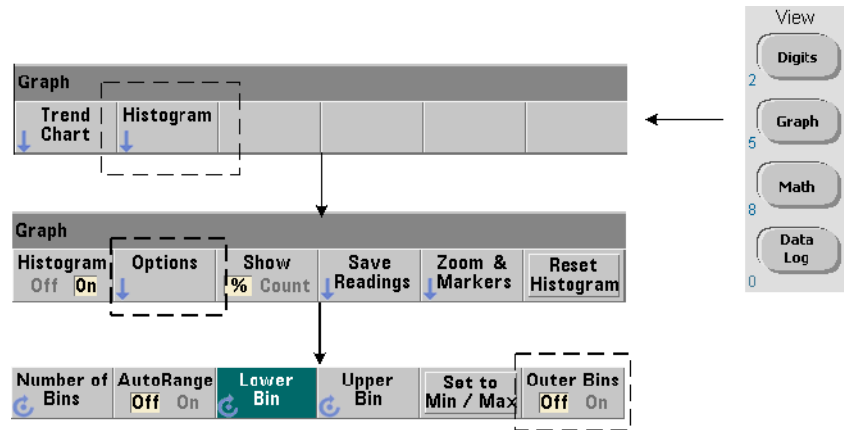 View
Digits
2
Graph
5
Math
8
Data
Log
0
Graph
Trend Histogram
Chart
Graph
Histogram Options Show Save Zoom & Reset
Off On % Count Readings Markers Histogram
Number of AutoRange Lower Upper Set to Outer Bins
Bins Off On Bin Bin Min / Max Off On